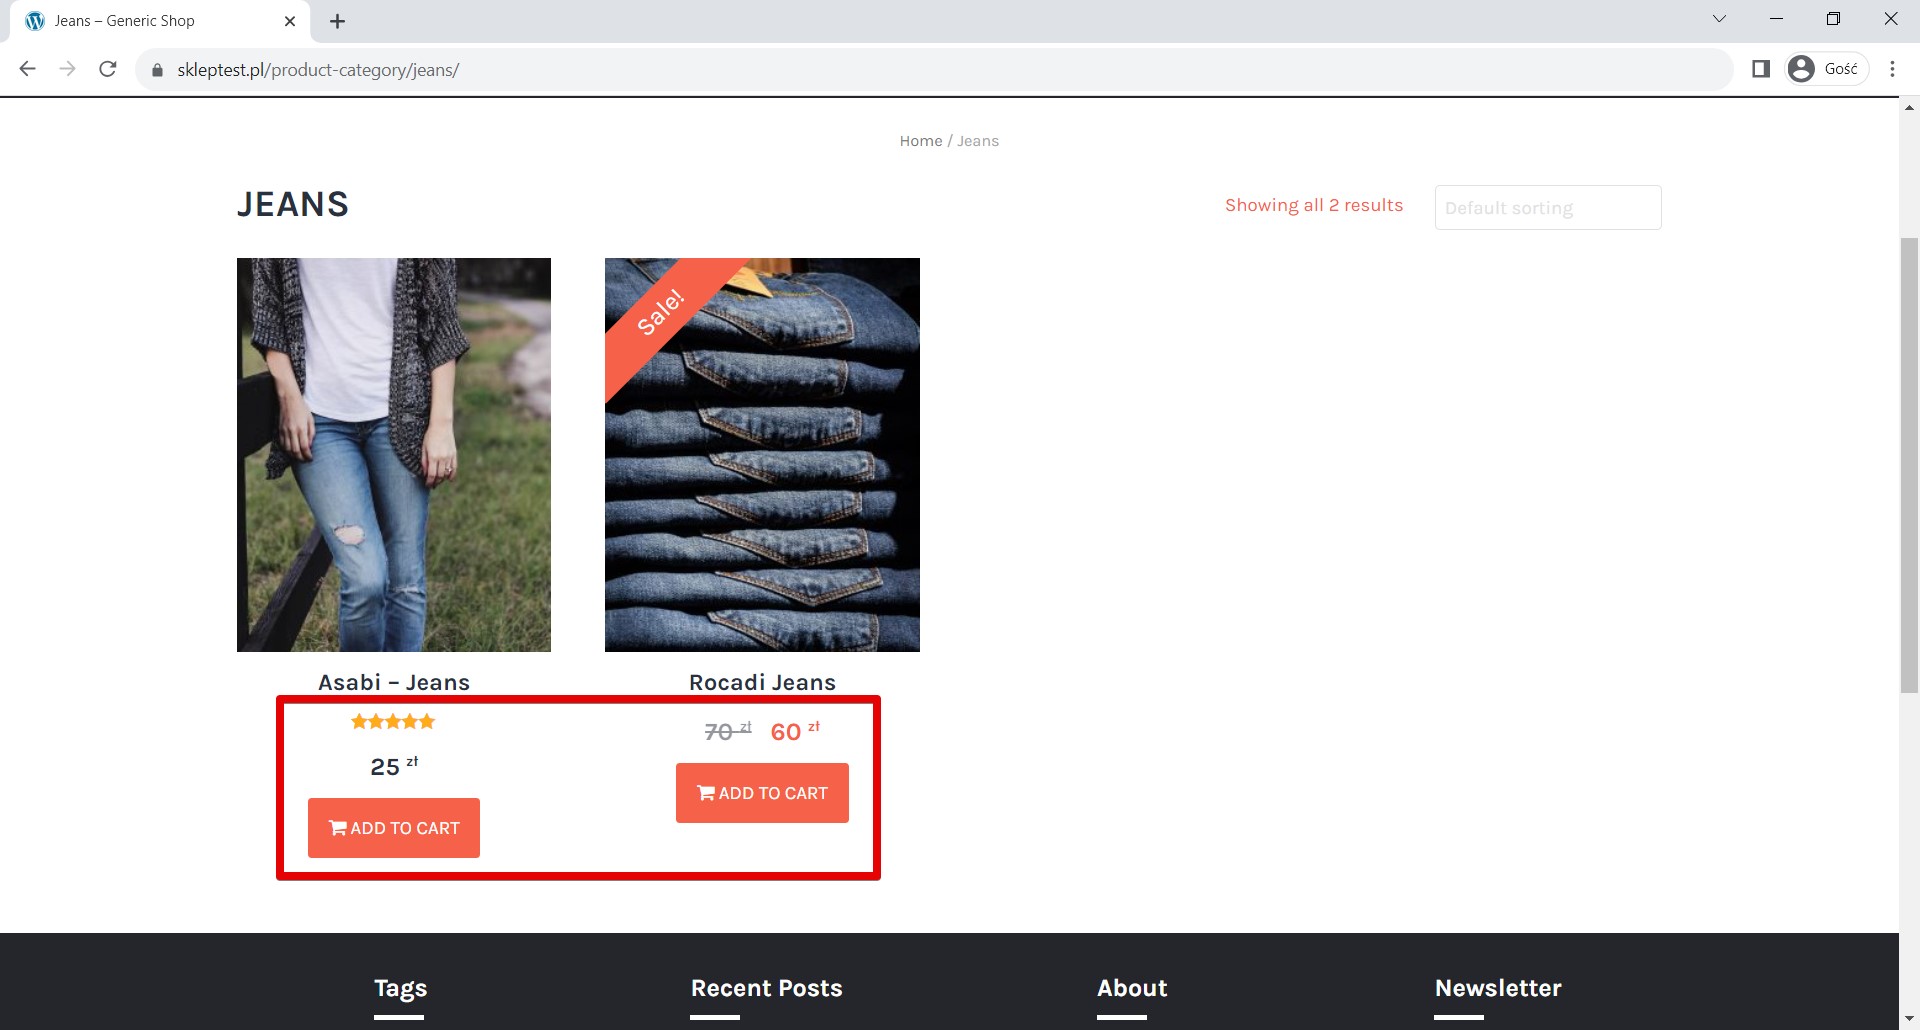 Jeans – Generic Shop
skleptest.pl/product-category/jeans/
Gość
Home / Jeans
JEANS
Showing all 2 results
Default sorting
Sale!
Asabi – Jeans
Rocadi Jeans
70 zł 60 zł
25 zł
ADD TO CART
ADD TO CART
Tags
Recent Posts
About
Newsletter